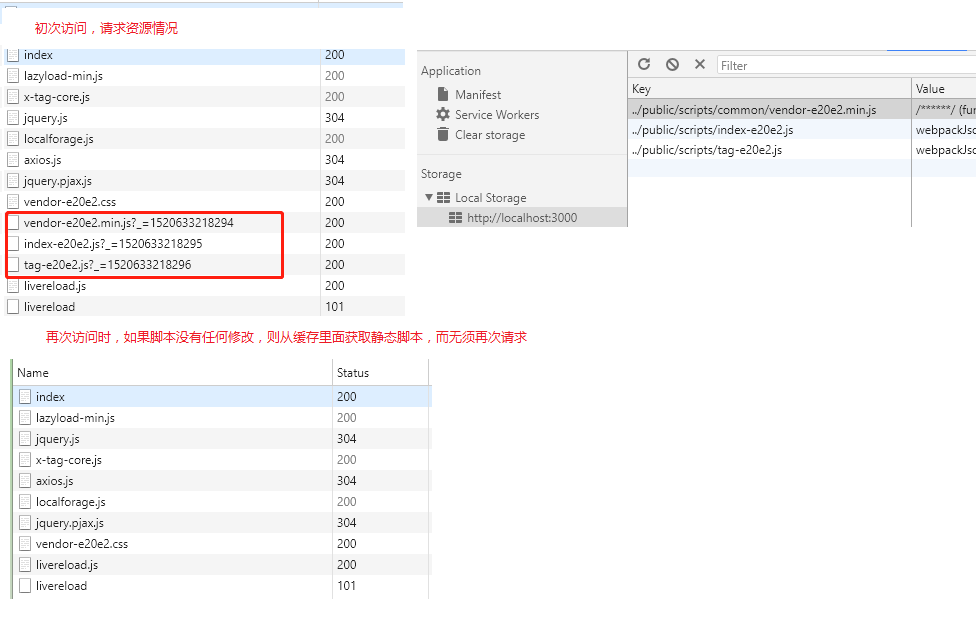 初次访问，请求资源情况
index 200
lazyload-min.js 200
x-tag-core.js 200
jquery.js 304
localforage.js 200
axios.js 304
jquery.pjax.js 304
vendor-e20e2.css 200
vendor-e20e2.min.js?_=1520633218294 200
index-e20e2.js?_=1520633218295 200
tag-e20e2.js?_=1520633218296 200
livereload.js 200
livereload 101
Application
Manifest
Service Workers
Clear storage
Storage
Local Storage
http://localhost:3000
Filter
Key Value
../public/scripts/common/vendor-e20e2.min.js /******/ (fur
../public/scripts/index-e20e2.js webpackJsc
../public/scripts/tag-e20e2.js webpackJsc
再次访问时，如果脚本没有任何修改，则从缓存里面获取静态脚本，而无须再次请求
Name Status
index 200
lazyload-min.js 200
jquery.js 304
x-tag-core.js 200
axios.js 304
localforage.js 200
jquery.pjax.js 304
vendor-e20e2.css 200
livereload.js 200
livereload 101